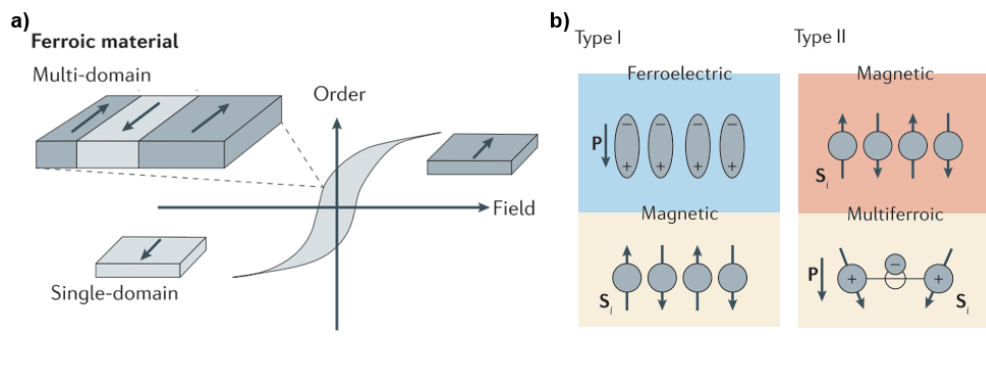 a)
Ferroic material
Multi-domain
Order
Field
Single-domain
b)
Type I
Ferroelectric
− − − −
P
+ + + +
Magnetic
S i
Type II
Magnetic
S i
Multiferroic
P
+ − +
S i